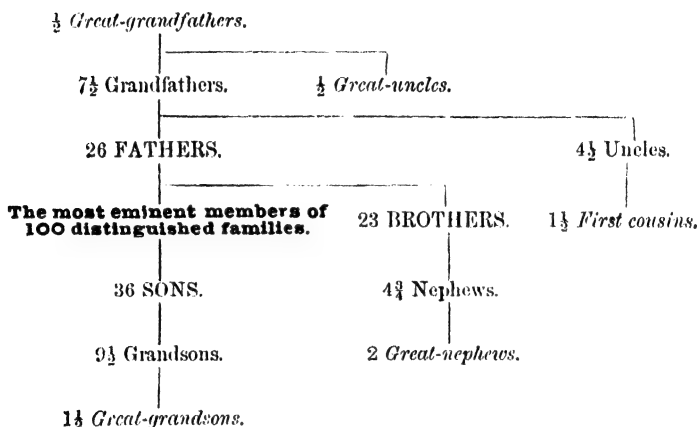 ½ Great-grandfathers.
7½ Grandfathers. ½ Great-uncles.
26 FATHERS. 4½ Uncles.
The most eminent members of
100 distinguished families.
23 BROTHERS. 1½ First cousins.
36 SONS. 4¾ Nephews.
9½ Grandsons. 2 Great-nephews.
1½ Great-grandsons.